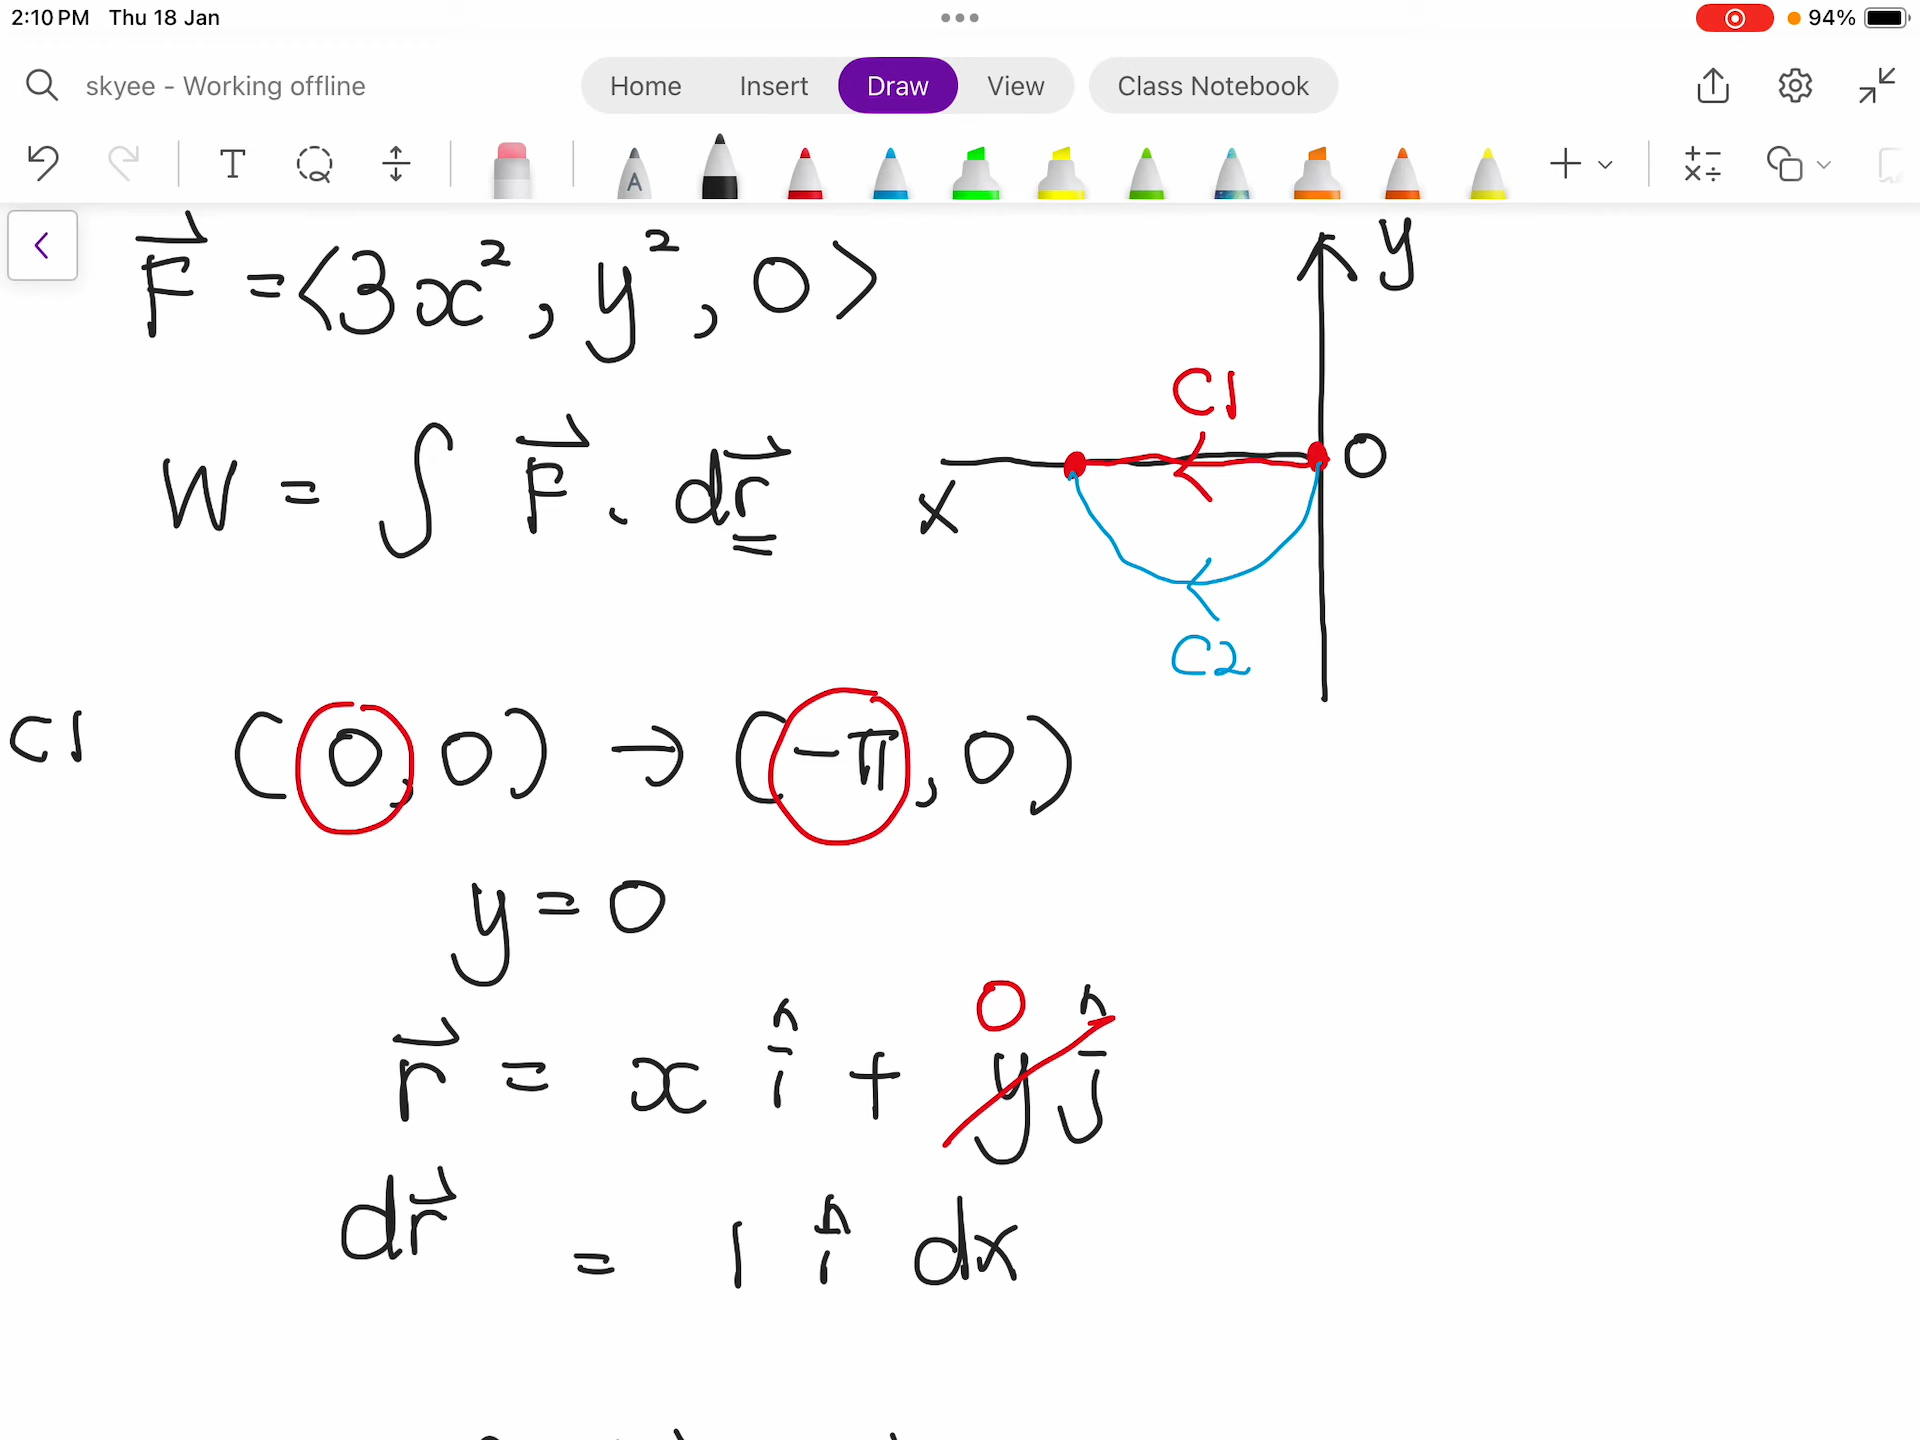 2:10 PM Thu 18 Jan
94%
skyee - Working offline
Home Insert Draw View Class Notebook
T A
F⃗ = <3x², y², 0>
y
C1
O
W = ∫ F⃗ . dr⃗
x
C2
C1 (0, 0) → (-π, 0)
y = 0
0
r⃗ = x î + y ĵ
dr⃗ = 1 î dx